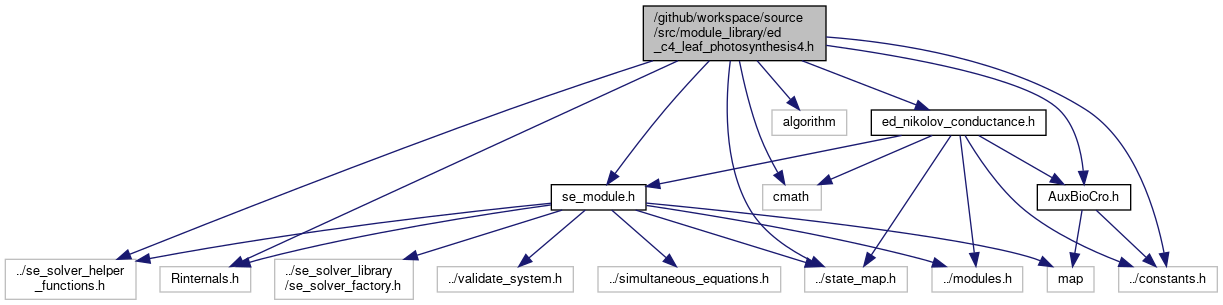 /github/workspace/source
/src/module_library/ed
_c4_leaf_photosynthesis4.h
algorithm
ed_nikolov_conductance.h
se_module.h
cmath
AuxBioCro.h
../se_solver_helper
_functions.h
Rinternals.h
../se_solver_library
/se_solver_factory.h
../validate_system.h
../simultaneous_equations.h
../state_map.h
../modules.h
map
../constants.h